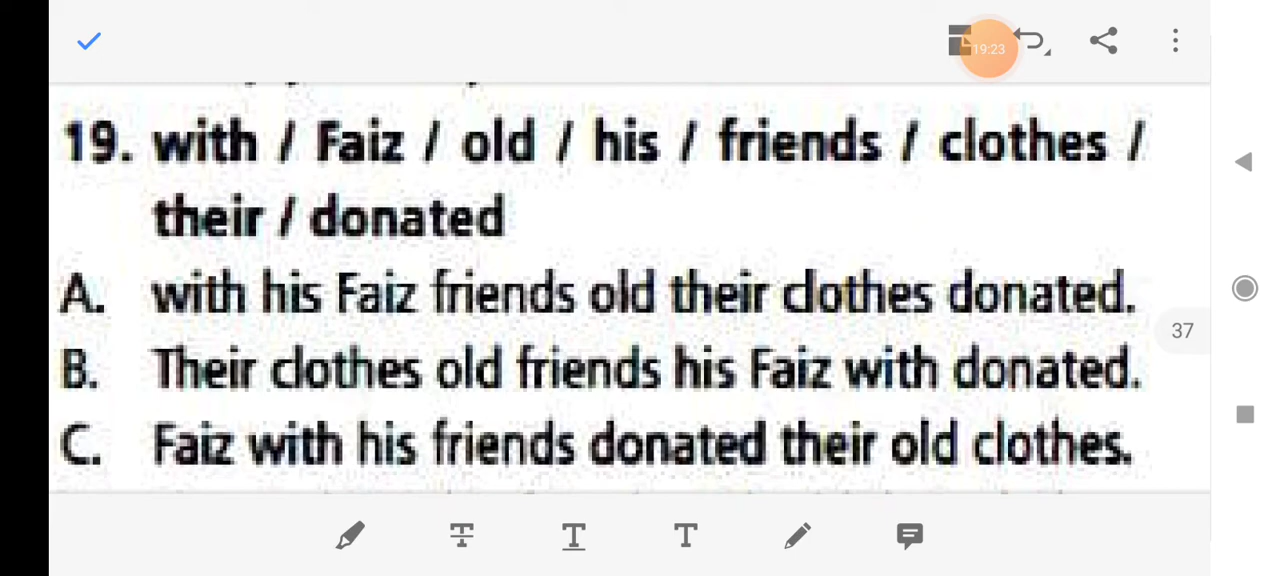 19:23
19. with / Faiz / old / his / friends / clothes /
their / donated
A. with his Faiz friends old their clothes donated.
37
B. Their clothes old friends his Faiz with donated.
C. Faiz with his friends donated their old clothes.